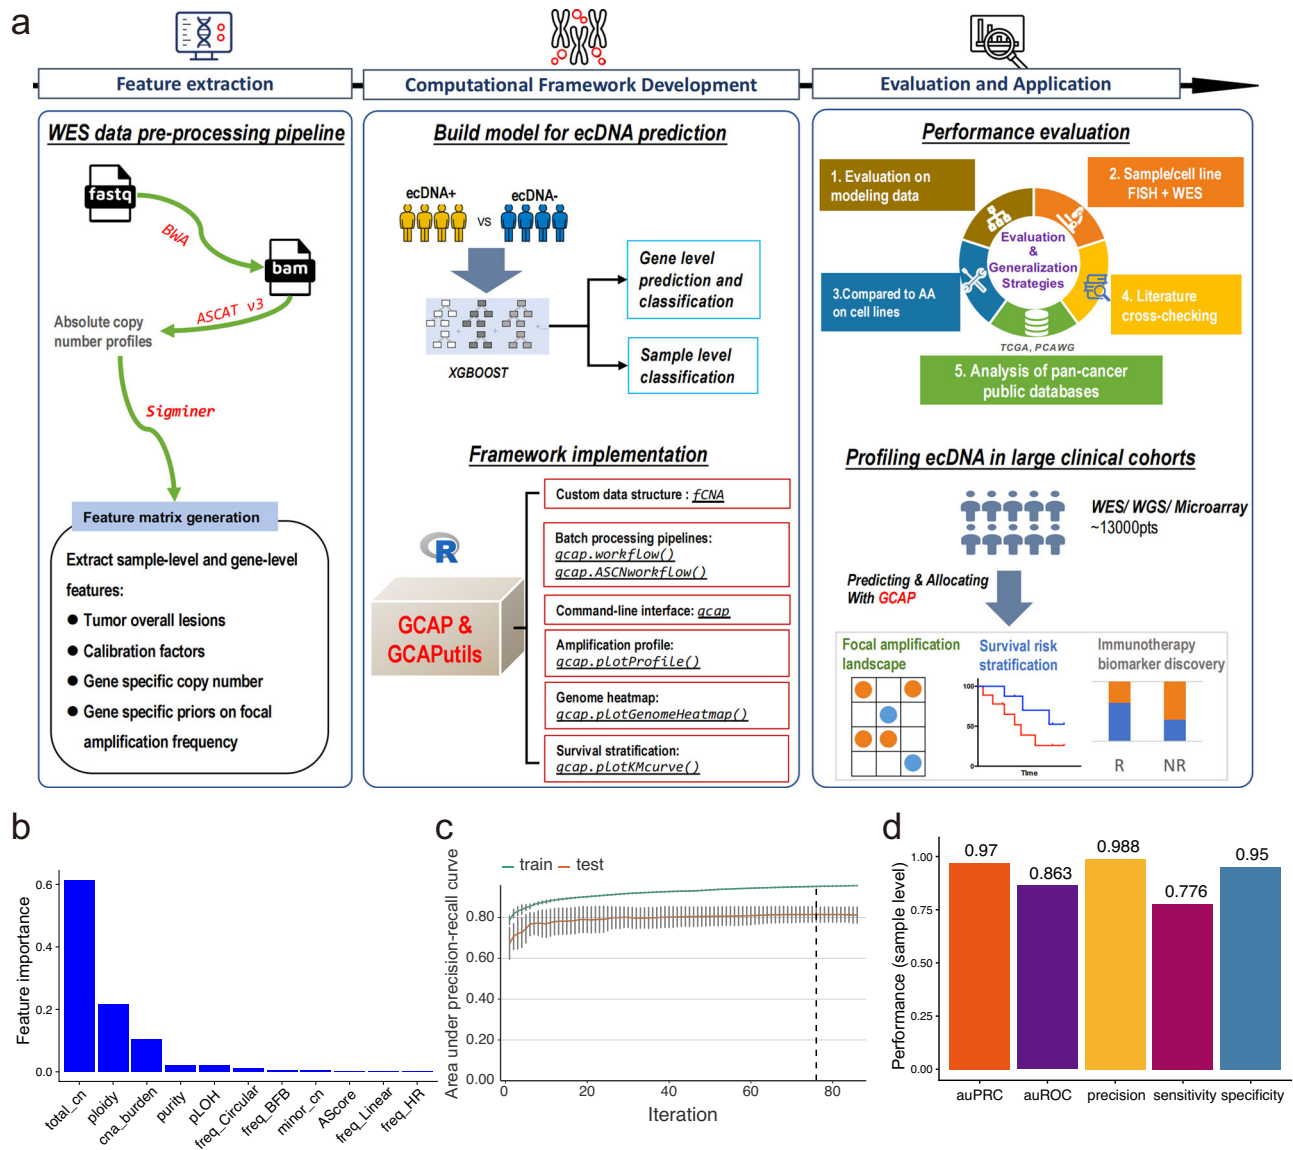 a
Feature extraction
Computational Framework Development
Evaluation and Application
WES data pre-processing pipeline
fastq
BWA
bam
ASCAT v3
Absolute copy
number profiles
Sigminer
Feature matrix generation
Extract sample-level and gene-level
features:
● Tumor overall lesions
● Calibration factors
● Gene specific copy number
● Gene specific priors on focal
amplification frequency
Build model for ecDNA prediction
ecDNA+
vs
ecDNA-
XGBOOST
Gene level
prediction and
classification
Sample level
classification
Framework implementation
R
GCAP &
GCAPutils
Custom data structure : fCNA
Batch processing pipelines:
gcap.workflow()
gcap.ASCNworkflow()
Command-line interface: gcap
Amplification profile:
gcap.plotProfile()
Genome heatmap:
gcap.plotGenomeHeatmap()
Survival stratification:
gcap.plotKMcurve()
Performance evaluation
1. Evaluation on
modeling data
2. Sample/cell line
FISH + WES
Evaluation
&
Generalization
Strategies
3.Compared to AA
on cell lines
4. Literature
cross-checking
TCGA, PCAWG
5. Analysis of pan-cancer
public databases
Profiling ecDNA in large clinical cohorts
WES/ WGS/ Microarray
~13000pts
Predicting & Allocating
With GCAP
Focal amplification
landscape
Survival risk
stratification
100
50
0
Time
Immunotherapy
biomarker discovery
R
NR
b
Feature importance
0.6
0.4
0.2
0.0
total_cn
ploidy
cna_burden
purity
pLOH
freq_Circular
freq_BFB
minor_cn
AScore
freq_Linear
freq_HR
c
train
test
Area under precision-recall curve
0.80
0.60
0.40
0.20
0.00
0
20
40
60
80
Iteration
d
Performance (sample level)
1.00
0.75
0.50
0.25
0.00
0.97
0.863
0.988
0.776
0.95
auPRC
auROC
precision
sensitivity
specificity